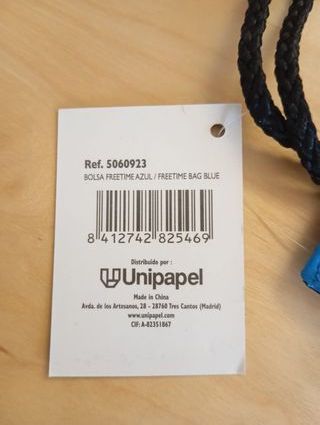 Ref. 5060923
BOLSA FREETIME AZUL / FREETIME BAG BLUE
8 412742 825469
Distribuido por :
Unipapel
Made in China
Avda. de los Artesanos, 28 - 28760 Tres Cantos (Madrid)
www.unipapel.com
CIF: A-82351867